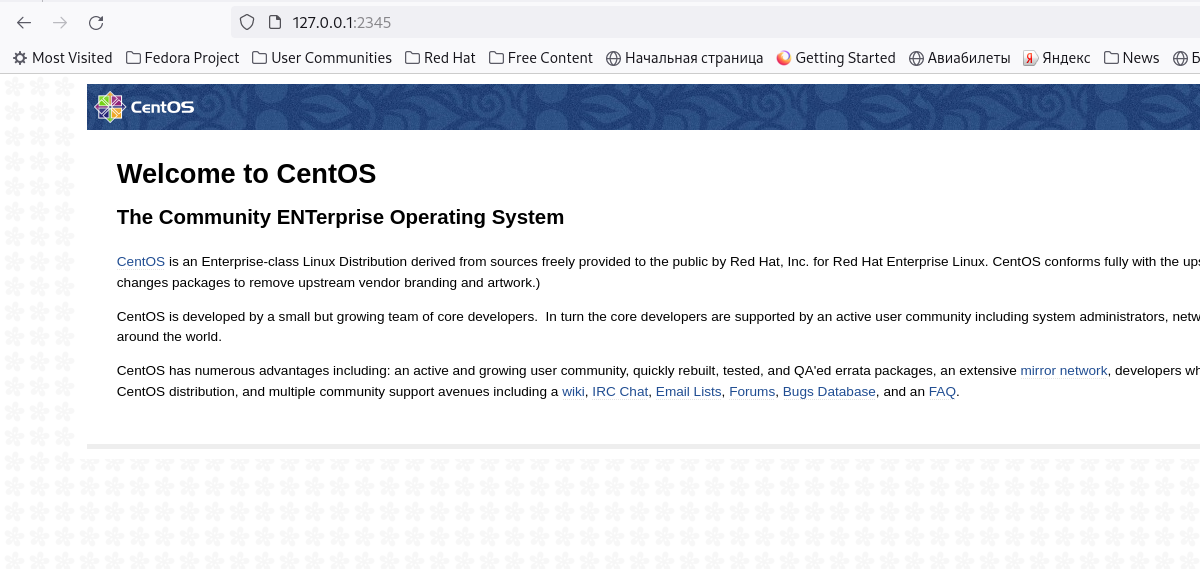 127.0.0.1:2345
Most Visited Fedora Project User Communities Red Hat Free Content Начальная страница Getting Started Авиабилеты Яндекс News Б
CentOS
Welcome to CentOS
The Community ENTerprise Operating System
CentOS is an Enterprise-class Linux Distribution derived from sources freely provided to the public by Red Hat, Inc. for Red Hat Enterprise Linux. CentOS conforms fully with the ups
changes packages to remove upstream vendor branding and artwork.)
CentOS is developed by a small but growing team of core developers.  In turn the core developers are supported by an active user community including system administrators, netw
around the world.
CentOS has numerous advantages including: an active and growing user community, quickly rebuilt, tested, and QA'ed errata packages, an extensive mirror network, developers wh
CentOS distribution, and multiple community support avenues including a wiki, IRC Chat, Email Lists, Forums, Bugs Database, and an FAQ.